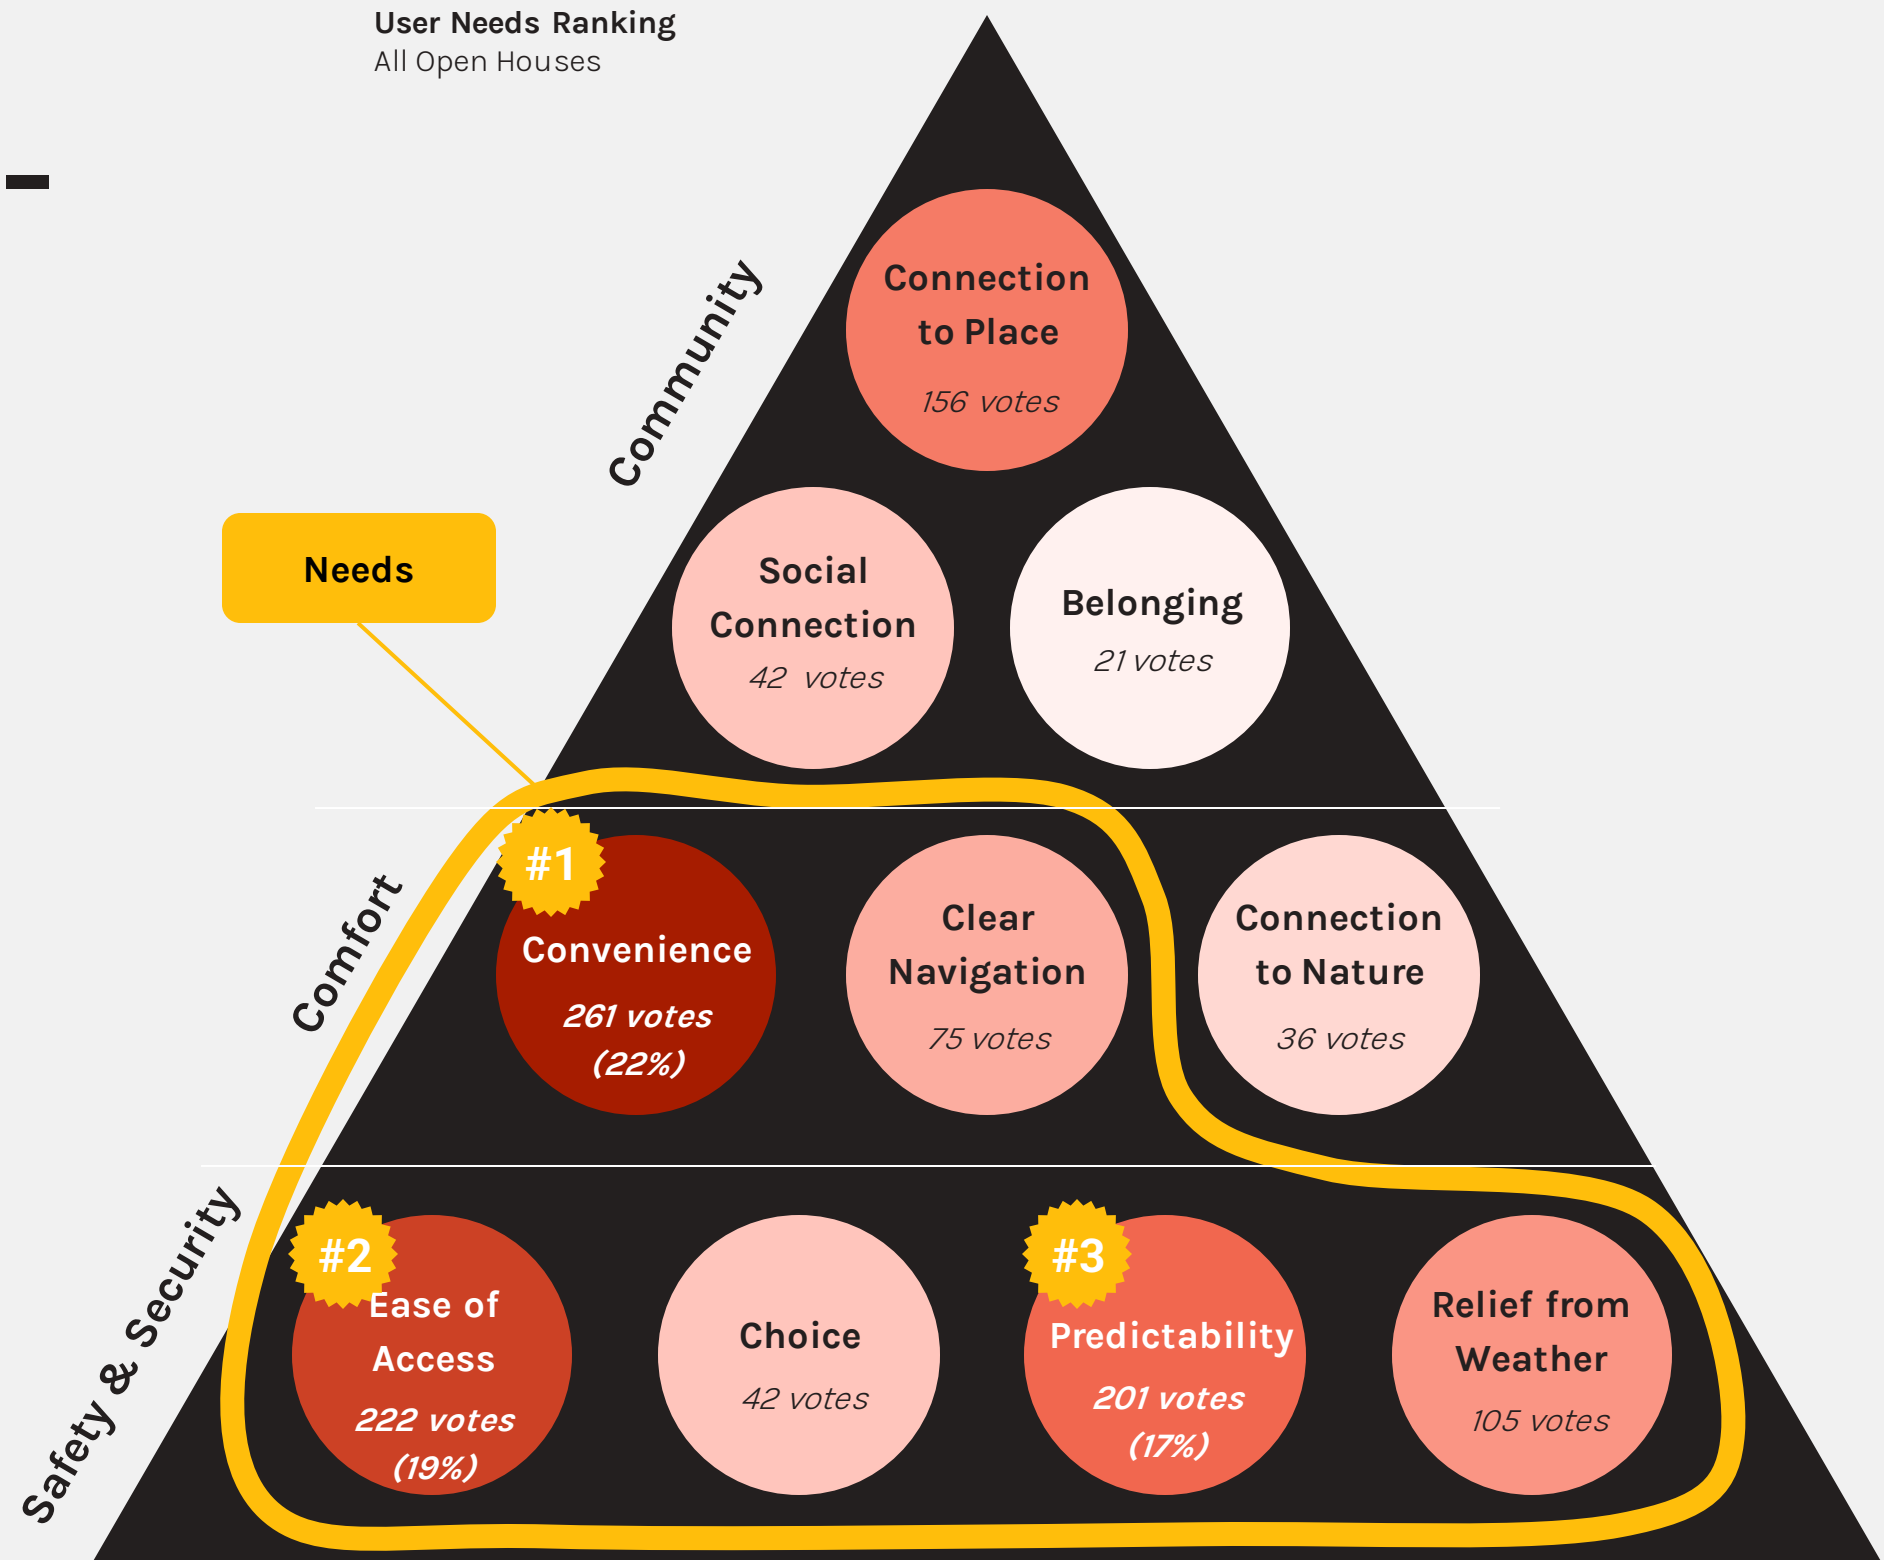 User Needs Ranking
All Open Houses
Community
Connection
to Place
156 votes
Needs
Social
Connection
42 votes
Belonging
21 votes
Comfort
#1
Convenience
261 votes
(22%)
Clear
Navigation
75 votes
Connection
to Nature
36 votes
Safety & Security
#2
Ease of
Access
222 votes
(19%)
Choice
42 votes
#3
Predictability
201 votes
(17%)
Relief from
Weather
105 votes